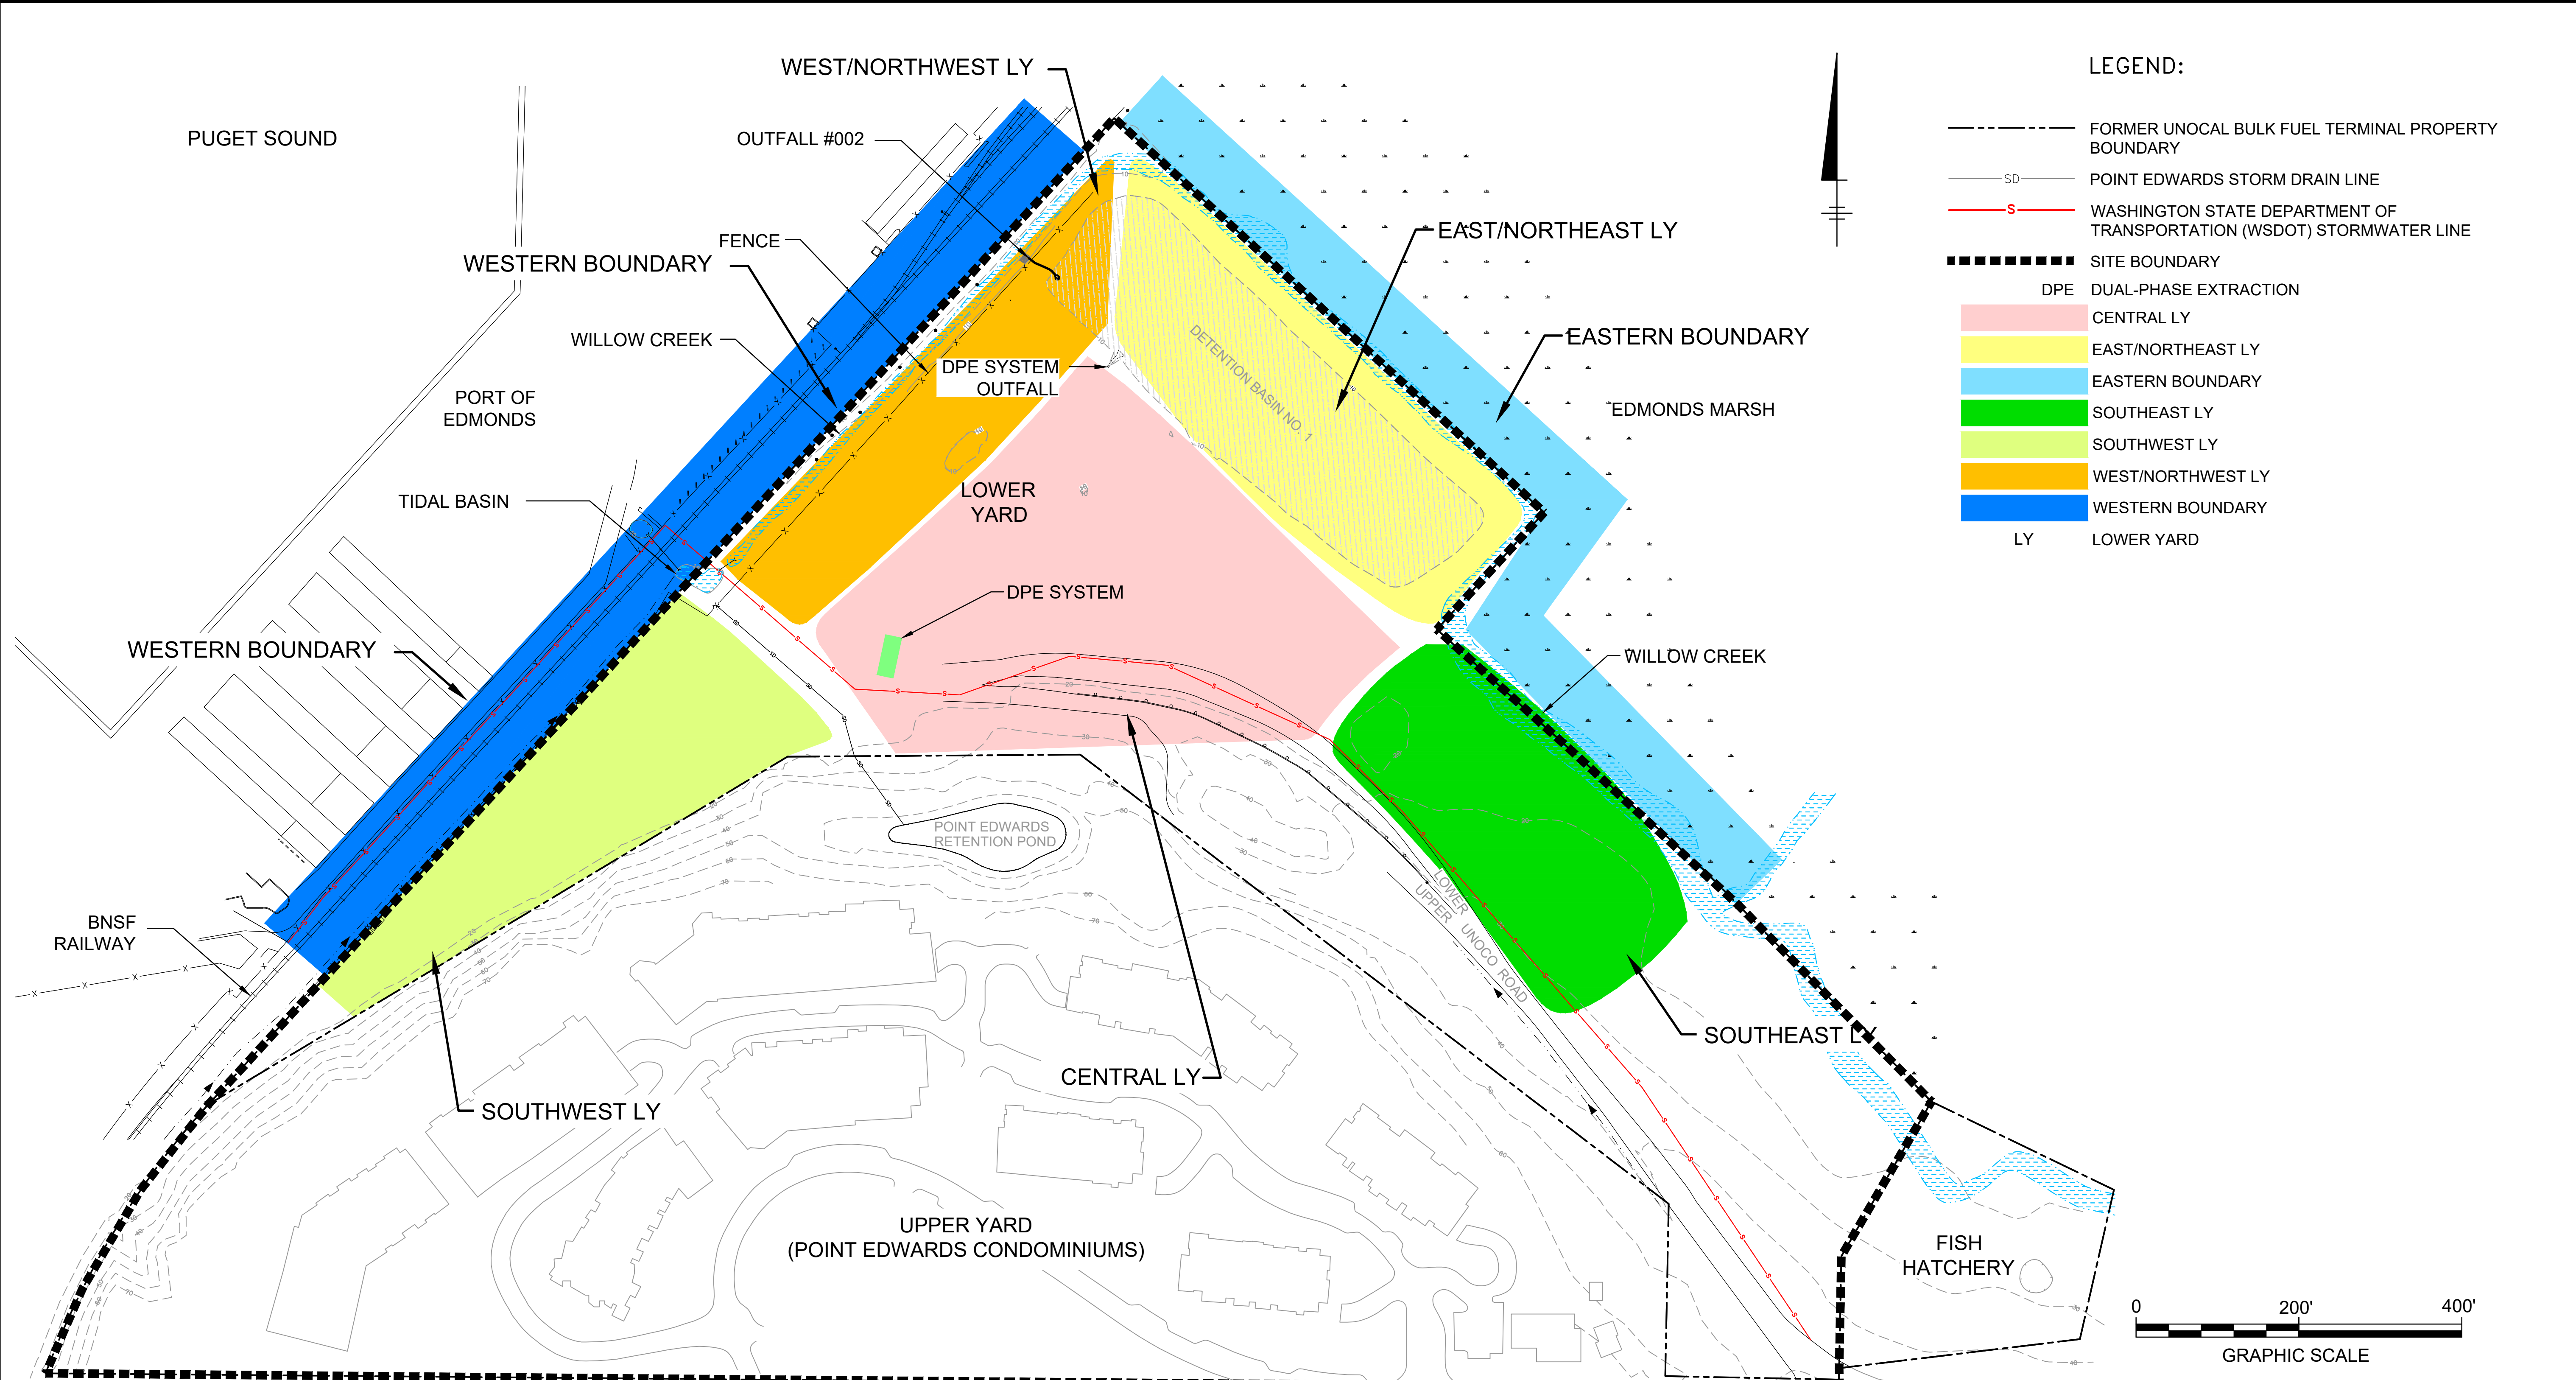 WEST/NORTHWEST LY
OUTFALL #002
PUGET SOUND
FENCE
WESTERN BOUNDARY
WILLOW CREEK
DPE SYSTEM
OUTFALL
PORT OF
EDMONDS
TIDAL BASIN
LOWER
YARD
DPE SYSTEM
WESTERN BOUNDARY
BNSF
RAILWAY
EAST/NORTHEAST LY
EASTERN BOUNDARY
DETENTION BASIN NO. 1
EDMONDS MARSH
WILLOW CREEK
POINT EDWARDS
RETENTION POND
LOWER UNOCO ROAD
UPPER
SOUTHEAST LY
CENTRAL LY
SOUTHWEST LY
UPPER YARD
(POINT EDWARDS CONDOMINIUMS)
FISH
HATCHERY
LEGEND:
FORMER UNOCAL BULK FUEL TERMINAL PROPERTY
BOUNDARY
SD
POINT EDWARDS STORM DRAIN LINE
S
WASHINGTON STATE DEPARTMENT OF
TRANSPORTATION (WSDOT) STORMWATER LINE
SITE BOUNDARY
DPE DUAL-PHASE EXTRACTION
CENTRAL LY
EAST/NORTHEAST LY
EASTERN BOUNDARY
SOUTHEAST LY
SOUTHWEST LY
WEST/NORTHWEST LY
WESTERN BOUNDARY
LY LOWER YARD
0 200' 400'
GRAPHIC SCALE